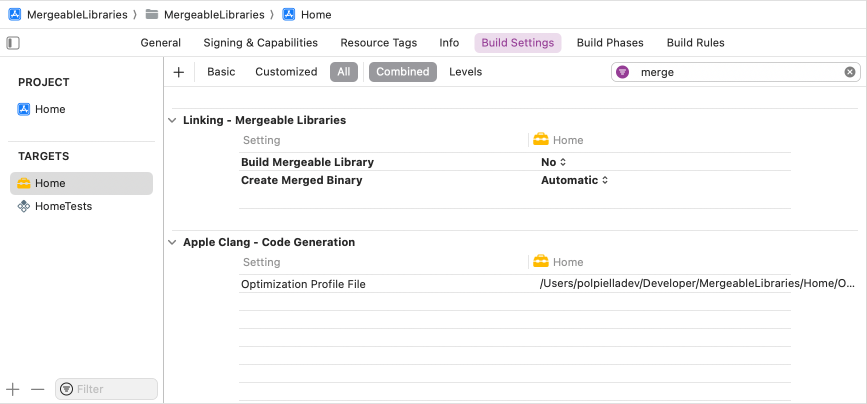 MergeableLibraries 〉 MergeableLibraries 〉 Home
General Signing & Capabilities Resource Tags Info Build Settings Build Phases Build Rules
PROJECT
Home
TARGETS
Home
HomeTests
Filter
+ Basic Customized All Combined Levels merge
Linking - Mergeable Libraries
Setting Home
Build Mergeable Library No
Create Merged Binary Automatic
Apple Clang - Code Generation
Setting Home
Optimization Profile File /Users/polpielladev/Developer/MergeableLibraries/Home/O...